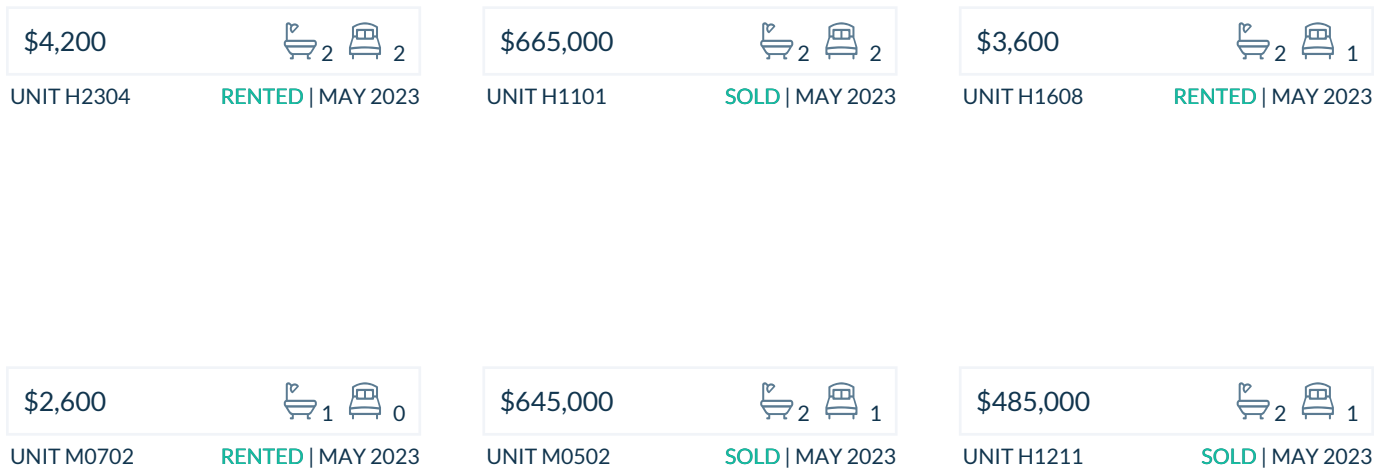 $4,200 2 2
UNIT H2304 RENTED | MAY 2023
$665,000 2 2
UNIT H1101 SOLD | MAY 2023
$3,600 2 1
UNIT H1608 RENTED | MAY 2023
$2,600 1 0
UNIT M0702 RENTED | MAY 2023
$645,000 2 1
UNIT M0502 SOLD | MAY 2023
$485,000 2 1
UNIT H1211 SOLD | MAY 2023